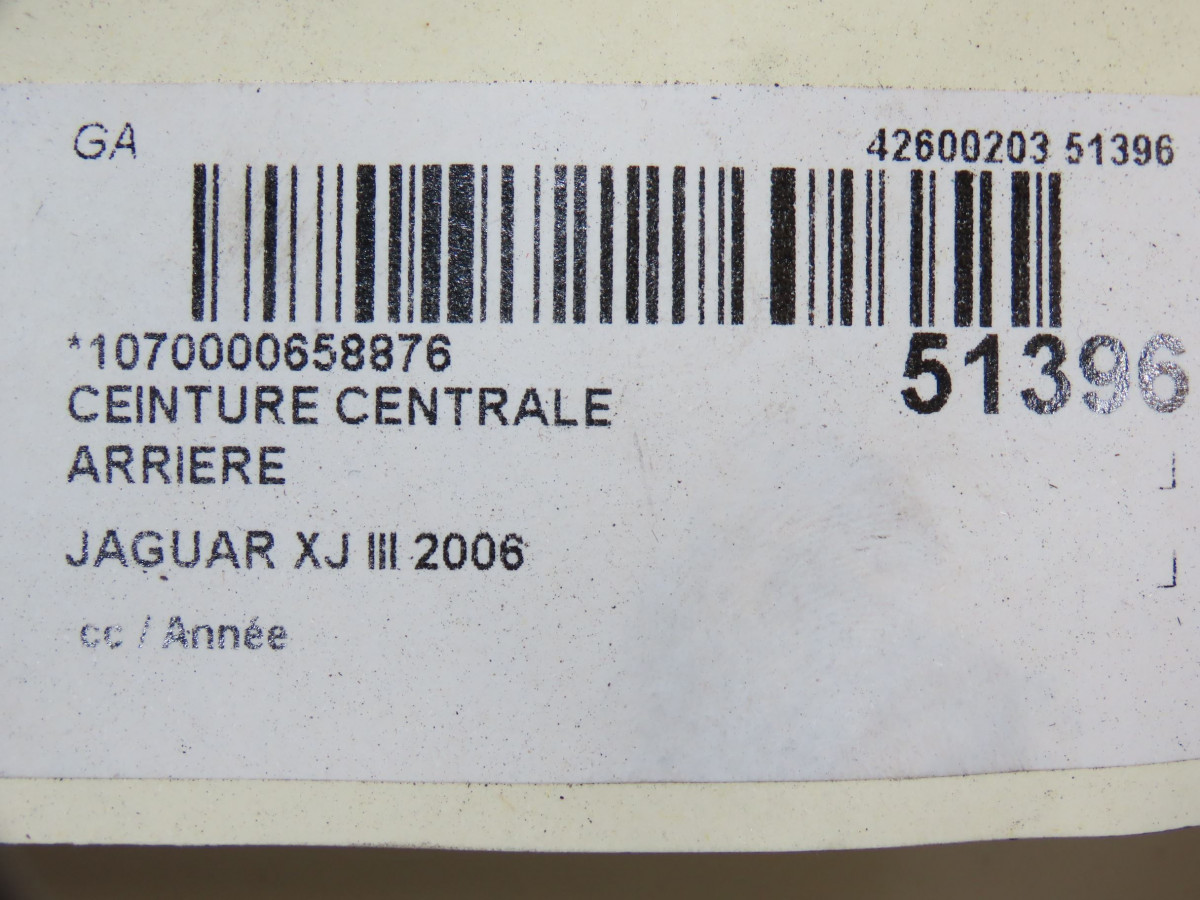 GA
42600203 51396
*1070000658876
51396
CEINTURE CENTRALE
ARRIERE
JAGUAR XJ III 2006
cc / Année